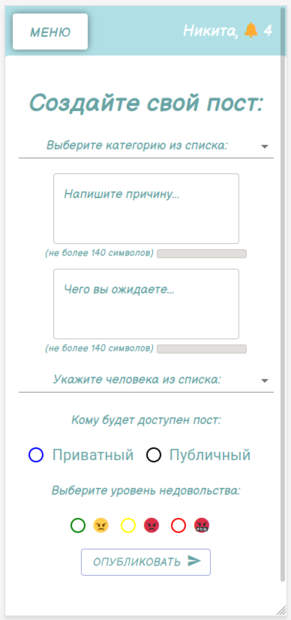 МЕНЮ
Никита, 4
Создайте свой пост:
Выберите категорию из списка:
Напишите причину...
(не более 140 символов)
Чего вы ожидаете...
(не более 140 символов)
Укажите человека из списка:
Кому будет доступен пост:
Приватный Публичный
Выберите уровень недовольства:
ОПУБЛИКОВАТЬ